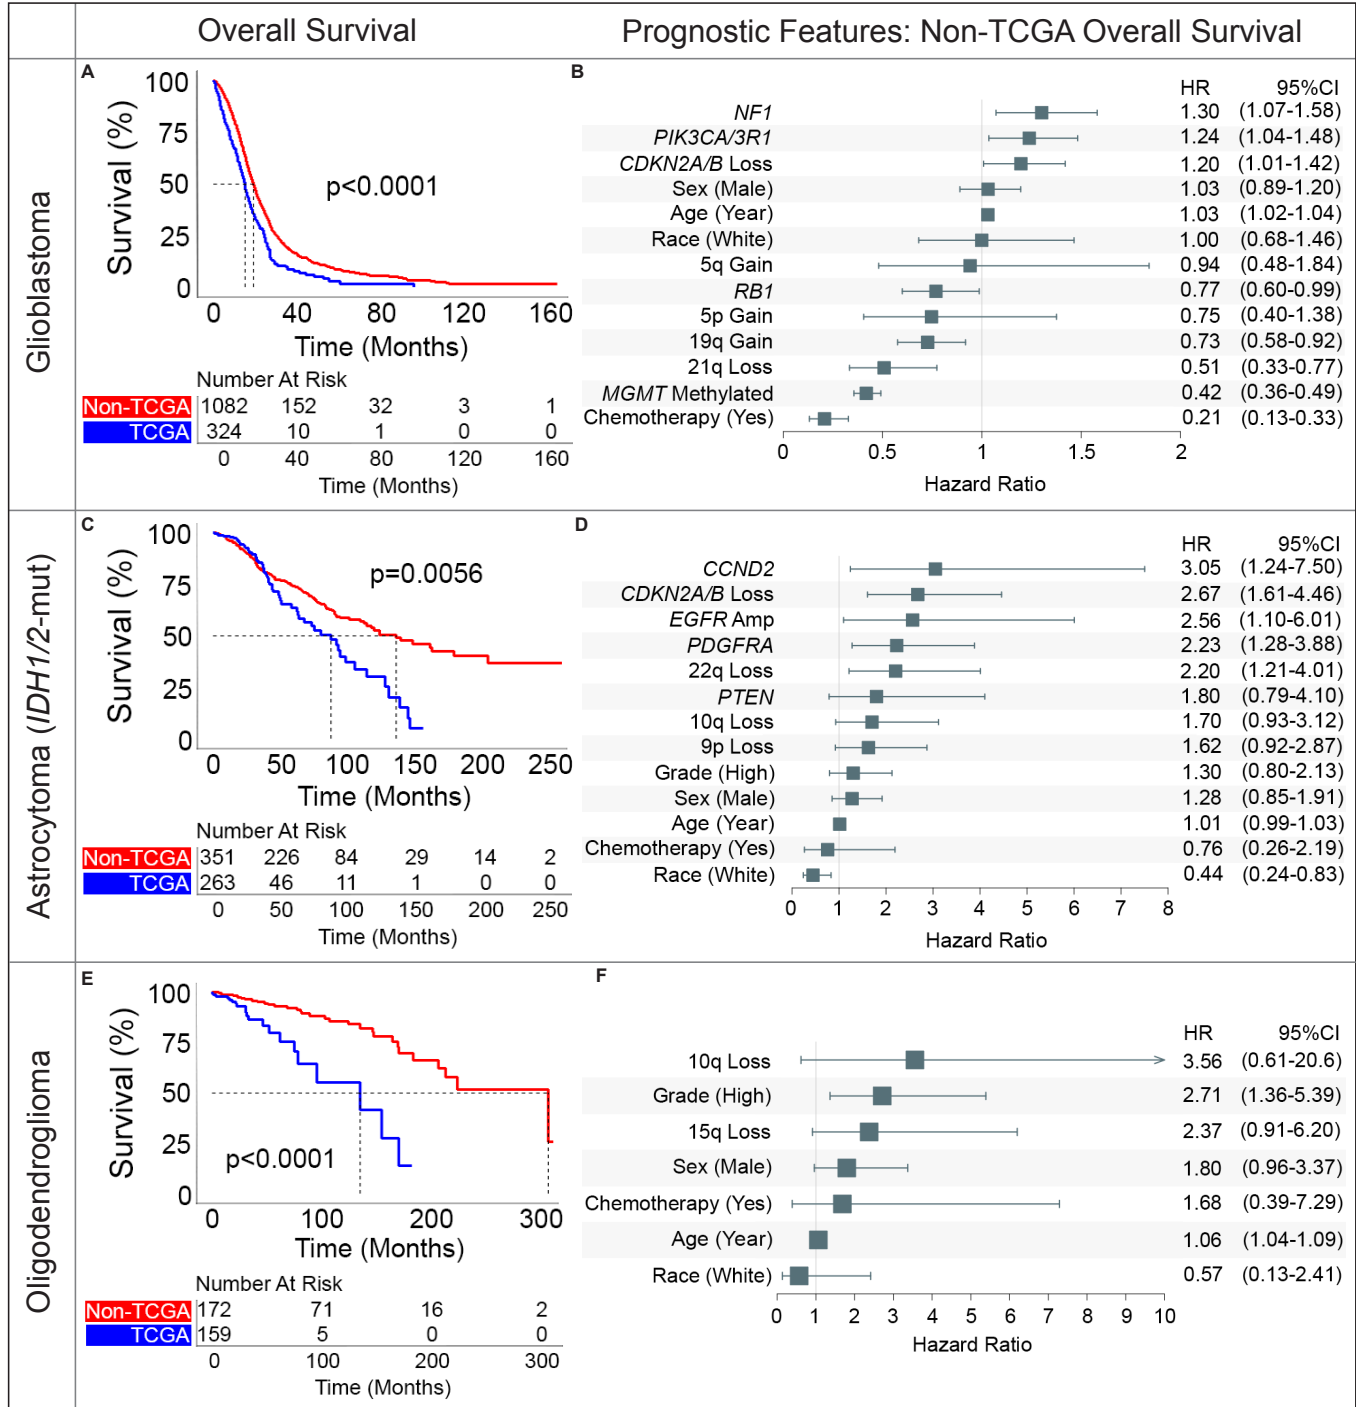 Overall Survival
Prognostic Features: Non-TCGA Overall Survival
Glioblastoma
A
Survival (%)
100
75
50
25
0
p<0.0001
0 40 80 120 160
Time (Months)
Number At Risk
Non-TCGA 1082 152 32 3 1
TCGA 324 10 1 0 0
0 40 80 120 160
Time (Months)
B
HR 95%CI
NF1 1.30 (1.07-1.58)
PIK3CA/3R1 1.24 (1.04-1.48)
CDKN2A/B Loss 1.20 (1.01-1.42)
Sex (Male) 1.03 (0.89-1.20)
Age (Year) 1.03 (1.02-1.04)
Race (White) 1.00 (0.68-1.46)
5q Gain 0.94 (0.48-1.84)
RB1 0.77 (0.60-0.99)
5p Gain 0.75 (0.40-1.38)
19q Gain 0.73 (0.58-0.92)
21q Loss 0.51 (0.33-0.77)
MGMT Methylated 0.42 (0.36-0.49)
Chemotherapy (Yes) 0.21 (0.13-0.33)
0 0.5 1 1.5 2
Hazard Ratio
Astrocytoma (IDH1/2-mut)
C
Survival (%)
100
75
50
25
0
p=0.0056
0 50 100 150 200 250
Time (Months)
Number At Risk
Non-TCGA 351 226 84 29 14 2
TCGA 263 46 11 1 0 0
0 50 100 150 200 250
Time (Months)
D
HR 95%CI
CCND2 3.05 (1.24-7.50)
CDKN2A/B Loss 2.67 (1.61-4.46)
EGFR Amp 2.56 (1.10-6.01)
PDGFRA 2.23 (1.28-3.88)
22q Loss 2.20 (1.21-4.01)
PTEN 1.80 (0.79-4.10)
10q Loss 1.70 (0.93-3.12)
9p Loss 1.62 (0.92-2.87)
Grade (High) 1.30 (0.80-2.13)
Sex (Male) 1.28 (0.85-1.91)
Age (Year) 1.01 (0.99-1.03)
Chemotherapy (Yes) 0.76 (0.26-2.19)
Race (White) 0.44 (0.24-0.83)
0 1 2 3 4 5 6 7 8
Hazard Ratio
Oligodendroglioma
E
Survival (%)
100
75
50
25
0
p<0.0001
0 100 200 300
Time (Months)
Number At Risk
Non-TCGA 172 71 16 2
TCGA 159 5 0 0
0 100 200 300
Time (Months)
F
HR 95%CI
10q Loss 3.56 (0.61-20.6)
Grade (High) 2.71 (1.36-5.39)
15q Loss 2.37 (0.91-6.20)
Sex (Male) 1.80 (0.96-3.37)
Chemotherapy (Yes) 1.68 (0.39-7.29)
Age (Year) 1.06 (1.04-1.09)
Race (White) 0.57 (0.13-2.41)
0 1 2 3 4 5 6 7 8 9 10
Hazard Ratio